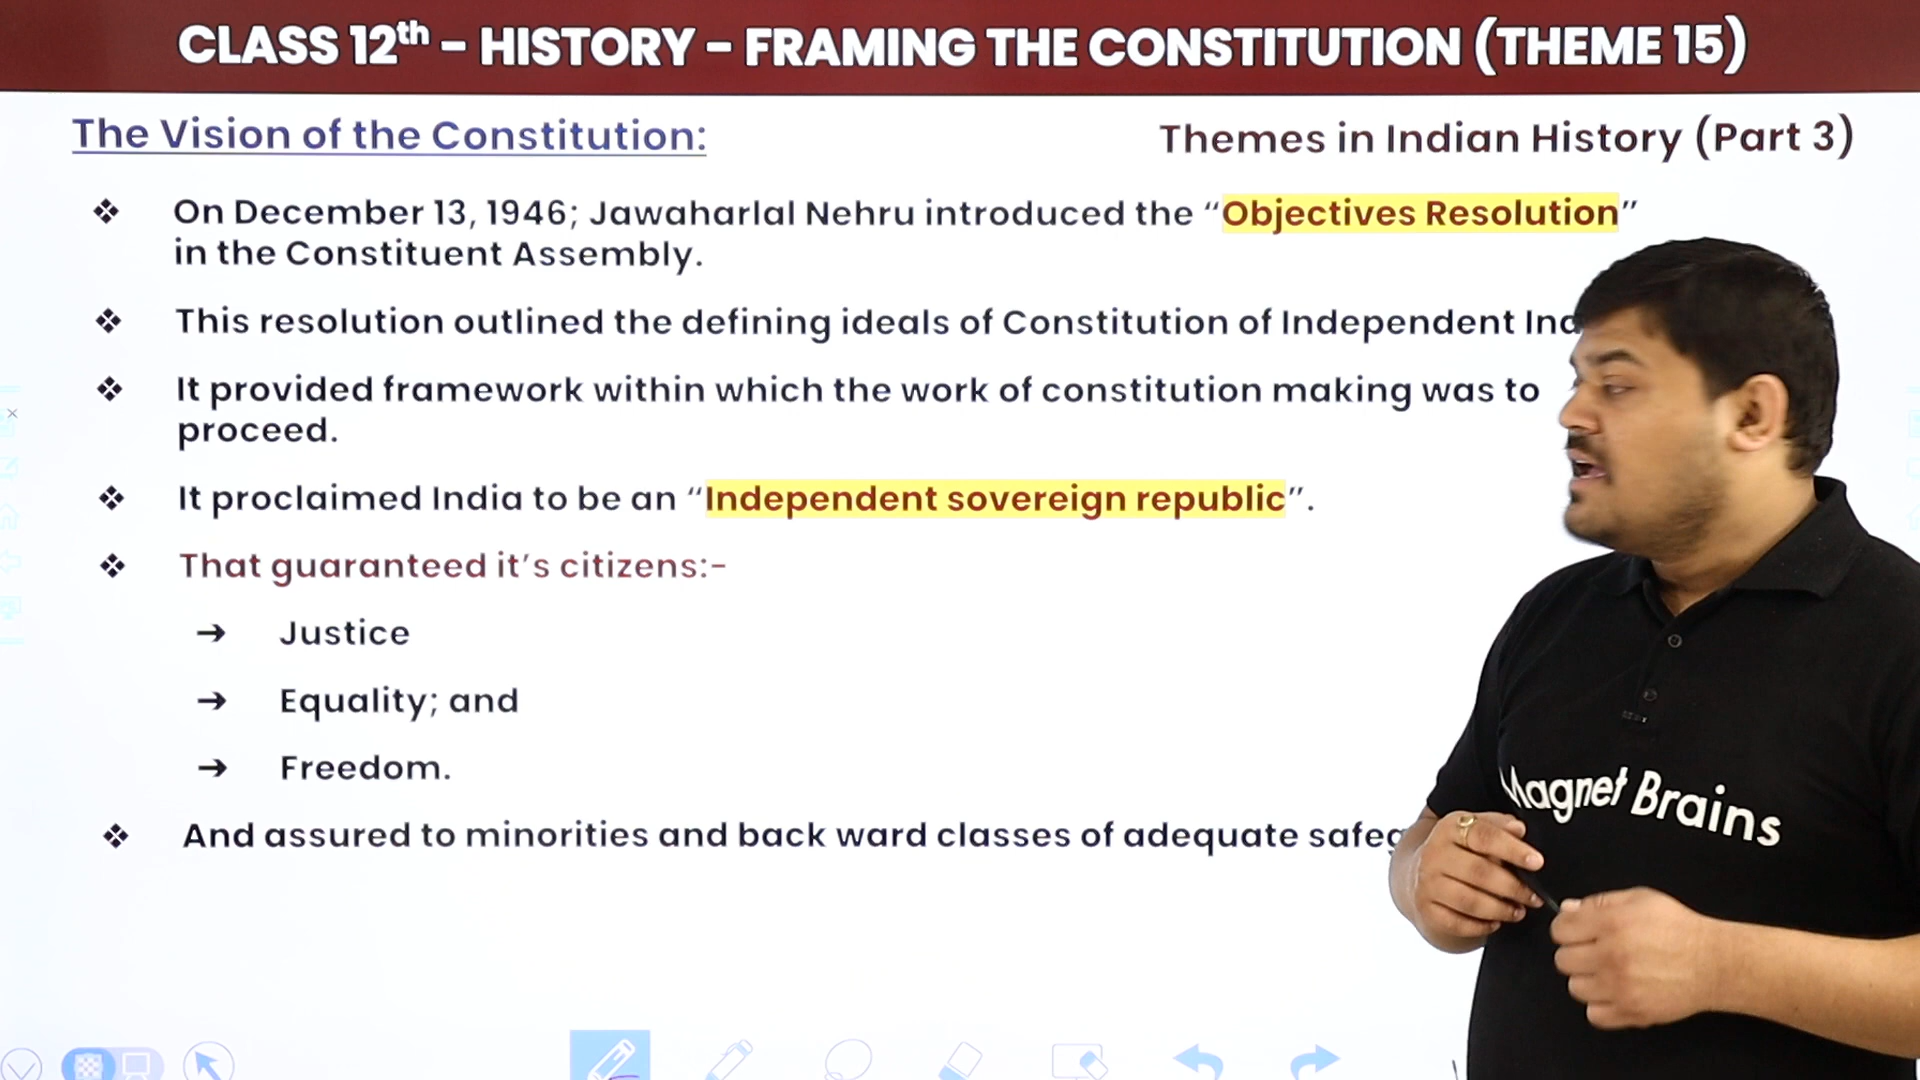 CLASS 12th – HISTORY – FRAMING THE CONSTITUTION (THEME 15)
The Vision of the Constitution:
Themes in Indian History (Part 3)
❖ On December 13, 1946; Jawaharlal Nehru introduced the “Objectives Resolution”
in the Constituent Assembly.
❖ This resolution outlined the defining ideals of Constitution of Independent
❖ It provided framework within which the work of constitution making was to
proceed.
❖ It proclaimed India to be an “Independent sovereign republic”.
❖ That guaranteed it’s citizens:-
➔ Justice
➔ Equality; and
➔ Freedom.
❖ And assured to minorities and back ward classes of adequate
Magnet Brains